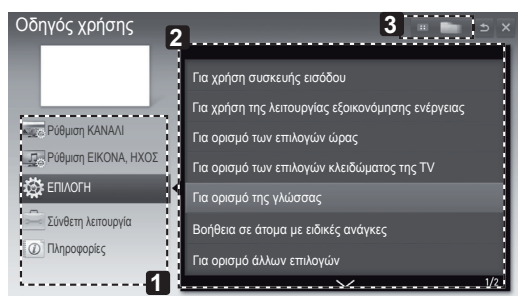 Οδηγός χρήσης
3
2
Για χρήση συσκευής εισόδου
Για χρήση της λειτουργίας εξοικονόμησης ενέργειας
Για ορισμό των επιλογών ώρας
Για ορισμό των επιλογών κλειδώματος της TV
Για ορισμό της γλώσσας
Βοήθεια σε άτομα με ειδικές ανάγκες
Για ορισμό άλλων επιλογών
1/2
Ρύθμιση ΚΑΝΑΛΙ
Ρύθμιση ΕΙΚΟΝΑ, ΗΧΟΣ
ΕΠΙΛΟΓΗ
Σύνθετη λειτουργία
Πληροφορίες
1